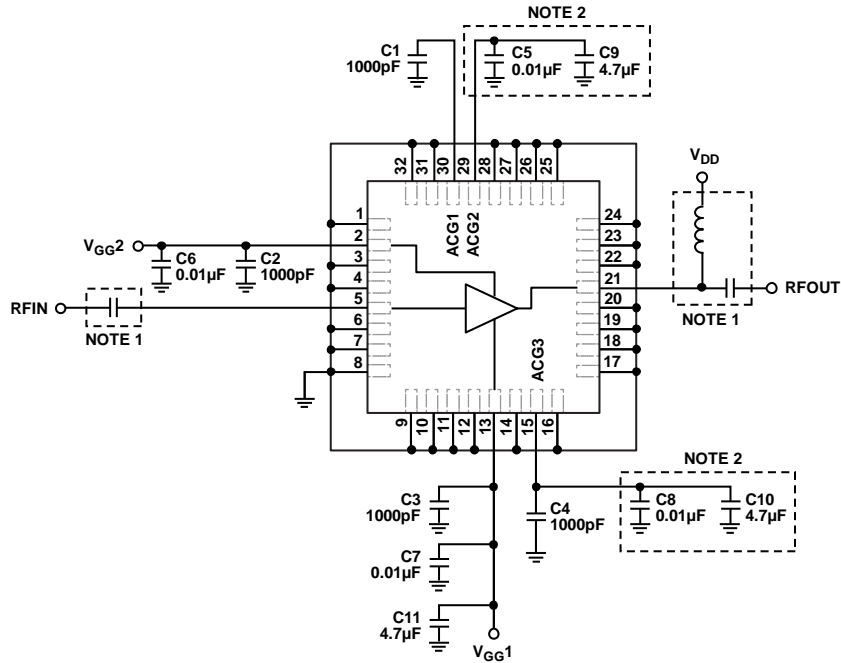 NOTE 2
C1
1000pF
C5
0.01µF
C9
4.7µF
32 31 30 29 28 27 26 25
V_DD
ACG1
ACG2
1
2
3
4
5
6
7
8
24
23
22
21
20
19
18
17
V_GG2
C6
0.01µF
C2
1000pF
RFIN
NOTE 1
RFOUT
NOTE 1
ACG3
9 10 11 12 13 14 15 16
NOTE 2
C3
1000pF
C4
1000pF
C8
0.01µF
C10
4.7µF
C7
0.01µF
C11
4.7µF
V_GG1